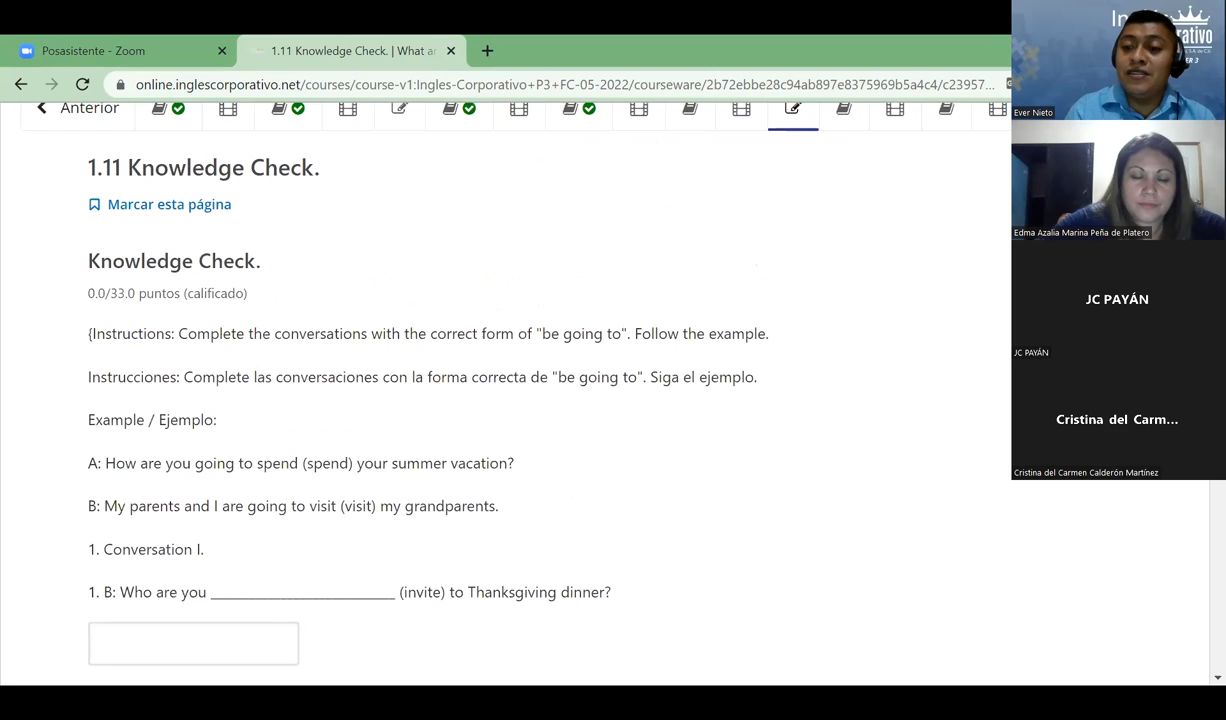 Posasistente - Zoom
1.11 Knowledge Check. | What a
online.inglescorporativo.net/courses/course-v1:Ingles-Corporativo+P3+FC-05-2022/courseware/2b72ebbe28c94ab897e8375969b5a4c4/c23957...
Anterior
1.11 Knowledge Check.
Marcar esta página
Knowledge Check.
0.0/33.0 puntos (calificado)
{Instructions: Complete the conversations with the correct form of "be going to". Follow the example.
Instrucciones: Complete las conversaciones con la forma correcta de "be going to". Siga el ejemplo.
Example / Ejemplo:
A: How are you going to spend (spend) your summer vacation?
B: My parents and I are going to visit (visit) my grandparents.
1. Conversation I.
1. B: Who are you _________________________ (invite) to Thanksgiving dinner?
Ever Nieto
Edma Azalia Marina Peña de Platero
JC PAYÁN
JC PAYÁN
Cristina del Carm...
Cristina del Carmen Calderón Martínez